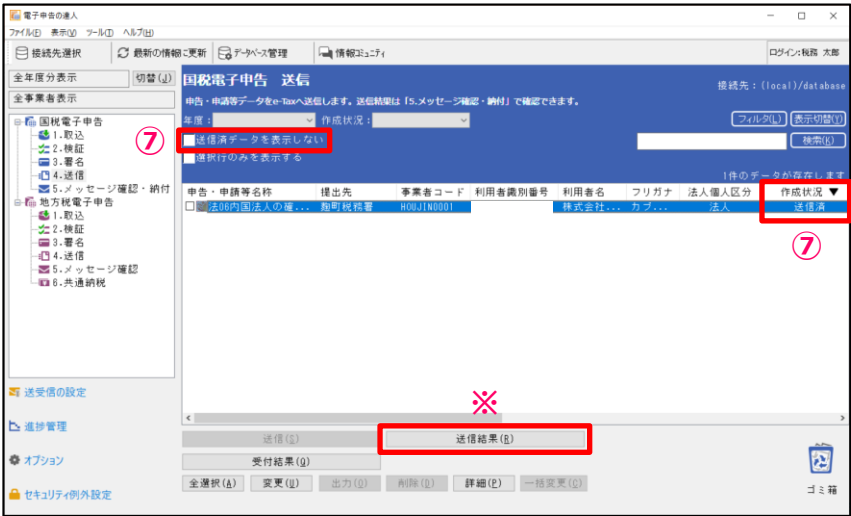 電子申告の達人
ファイル(F) 表示(V) ツール(T) ヘルプ(H)
接続先選択 最新の情報に更新 データベース管理 情報コミュニティ ログイン:税務 太郎
全年度分表示 切替(J)
全事業者表示
国税電子申告
1.取込
2.検証
3.署名
4.送信
5.メッセージ確認・納付
地方税電子申告
1.取込
2.検証
3.署名
4.送信
5.メッセージ確認
6.共通納税
送受信の設定
進捗管理
オプション
セキュリティ例外設定
国税電子申告 送信
接続先:(local)/database
申告・申請等データをe-Taxへ送信します。送信結果は「5.メッセージ確認・納付」で確認できます。
年度: 作成状況: フィルタ(L) 表示切替(Y)
⑦ 送信済データを表示しない 検索(K)
選択行のみを表示する
1件のデータが存在します
申告・申請等名称 提出先 事業者コード 利用者識別番号 利用者名 フリガナ 法人個人区分 作成状況 ▼
法06内国法人の確... 麹町税務署 HOUJIN0001 株式会社... カブ... 法人 送信済
⑦
※
送信(S) 送信結果(R)
受付結果(Q)
全選択(A) 変更(U) 出力(O) 削除(D) 詳細(P) 一括変更(C)
ゴミ箱